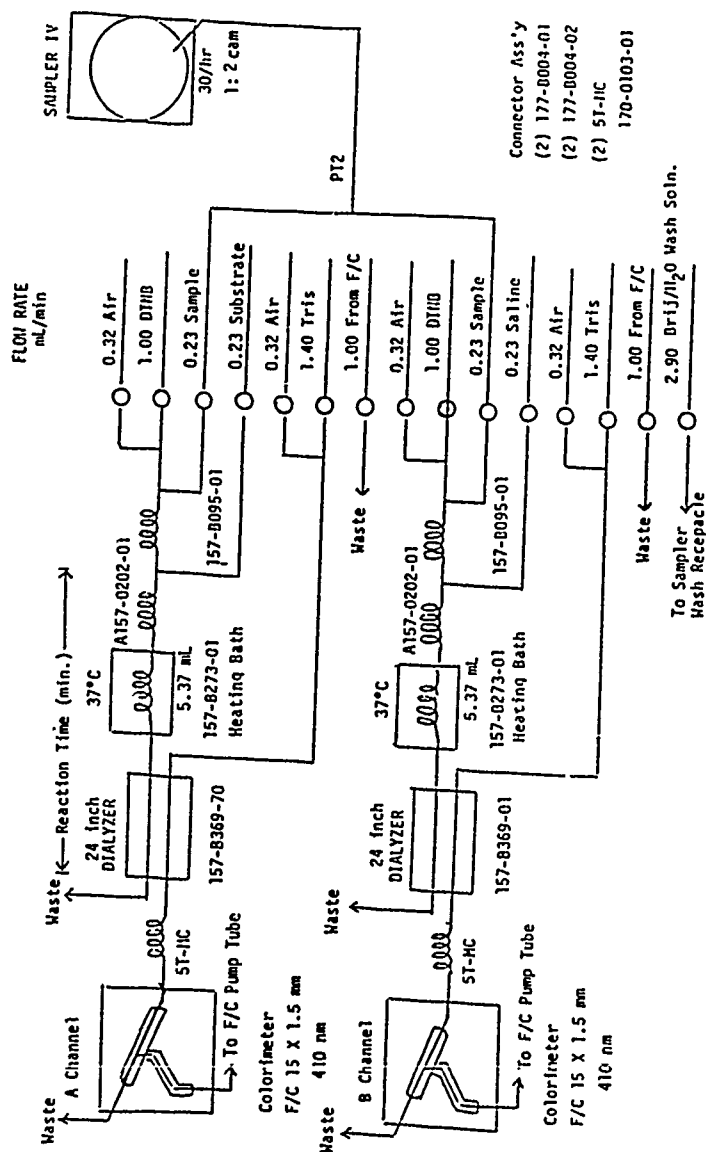 SAMPLER IV
30/hr
1: 2 cam
PT2
Connector Ass'y
(2) 177-B004-01
(2) 177-B004-02
(2) 5T-MC
170-0103-01
FLOW RATE
mL/min
0.32 Air
1.00 DTNB
0.23 Sample
0.23 Substrate
0.32 Air
1.40 Tris
1.00 From F/C
Waste
0.32 Air
1.00 DTNB
0.23 Sample
0.23 Saline
0.32 Air
1.40 Tris
1.00 From F/C
Waste
2.90 Brij/H2O Wash Soln.
To Sampler
Wash Receptacle
Waste
Reaction Time (min.)
24 inch
DIALYZER
157-B369-70
37°C
5.37 mL
157-8273-01
Heating Bath
A157-0202-01
157-B095-01
5T-MC
Waste
A Channel
To F/C Pump Tube
Colorimeter
F/C 15 X 1.5 mm
410 nm
Waste
24 inch
DIALYZER
157-8369-01
37°C
5.37 mL
157-0273-01
Heating Bath
A157-0202-01
157-B095-01
5T-MC
Waste
B Channel
To F/C Pump Tube
Colorimeter
F/C 15 X 1.5 mm
410 nm